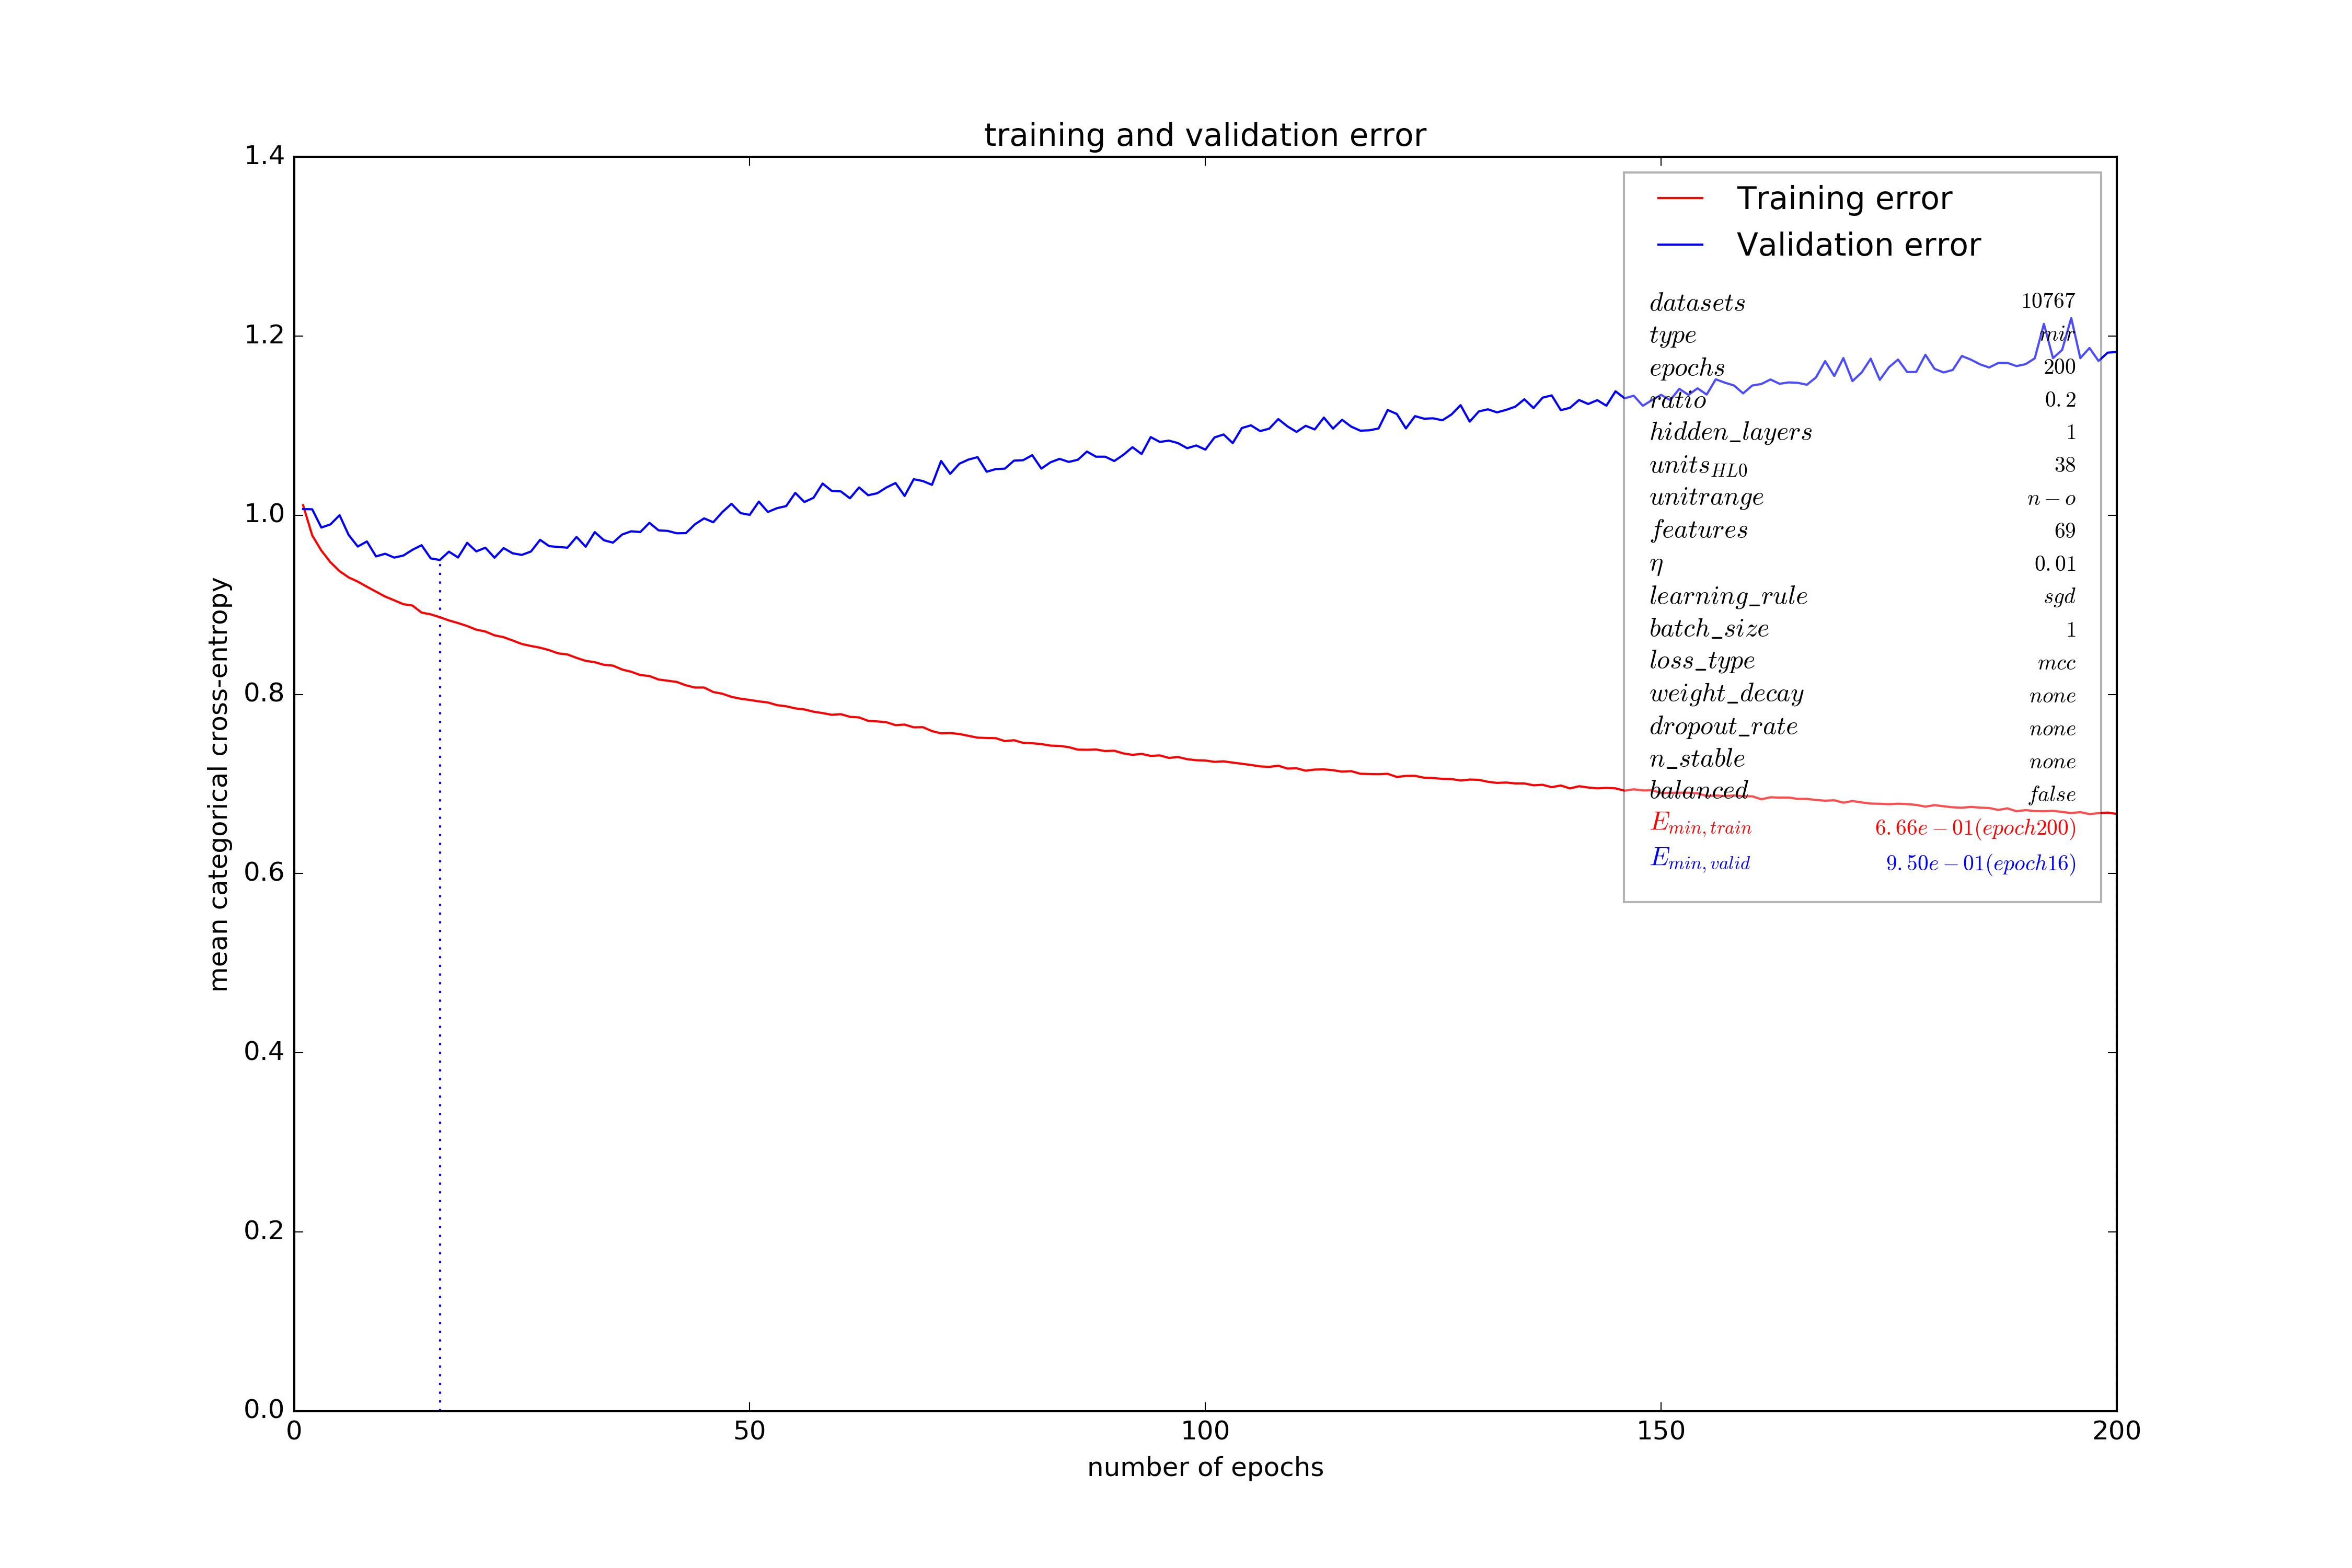 training and validation error
1.4
1.2
1.0
0.8
0.6
0.4
0.2
0.0
mean categorical cross-entropy
Training error
Validation error
datasets 10767
type mir
epochs 200
ratio 0.2
hidden_layers 1
units_HL0 38
unitrange n − o
features 69
η 0.01
learning_rule sgd
batch_size 1
loss_type mcc
weight_decay none
dropout_rate none
n_stable none
balanced false
E_min,train 6.66e − 01(epoch200)
E_min,valid 9.50e − 01(epoch16)
0 50 100 150 200
number of epochs